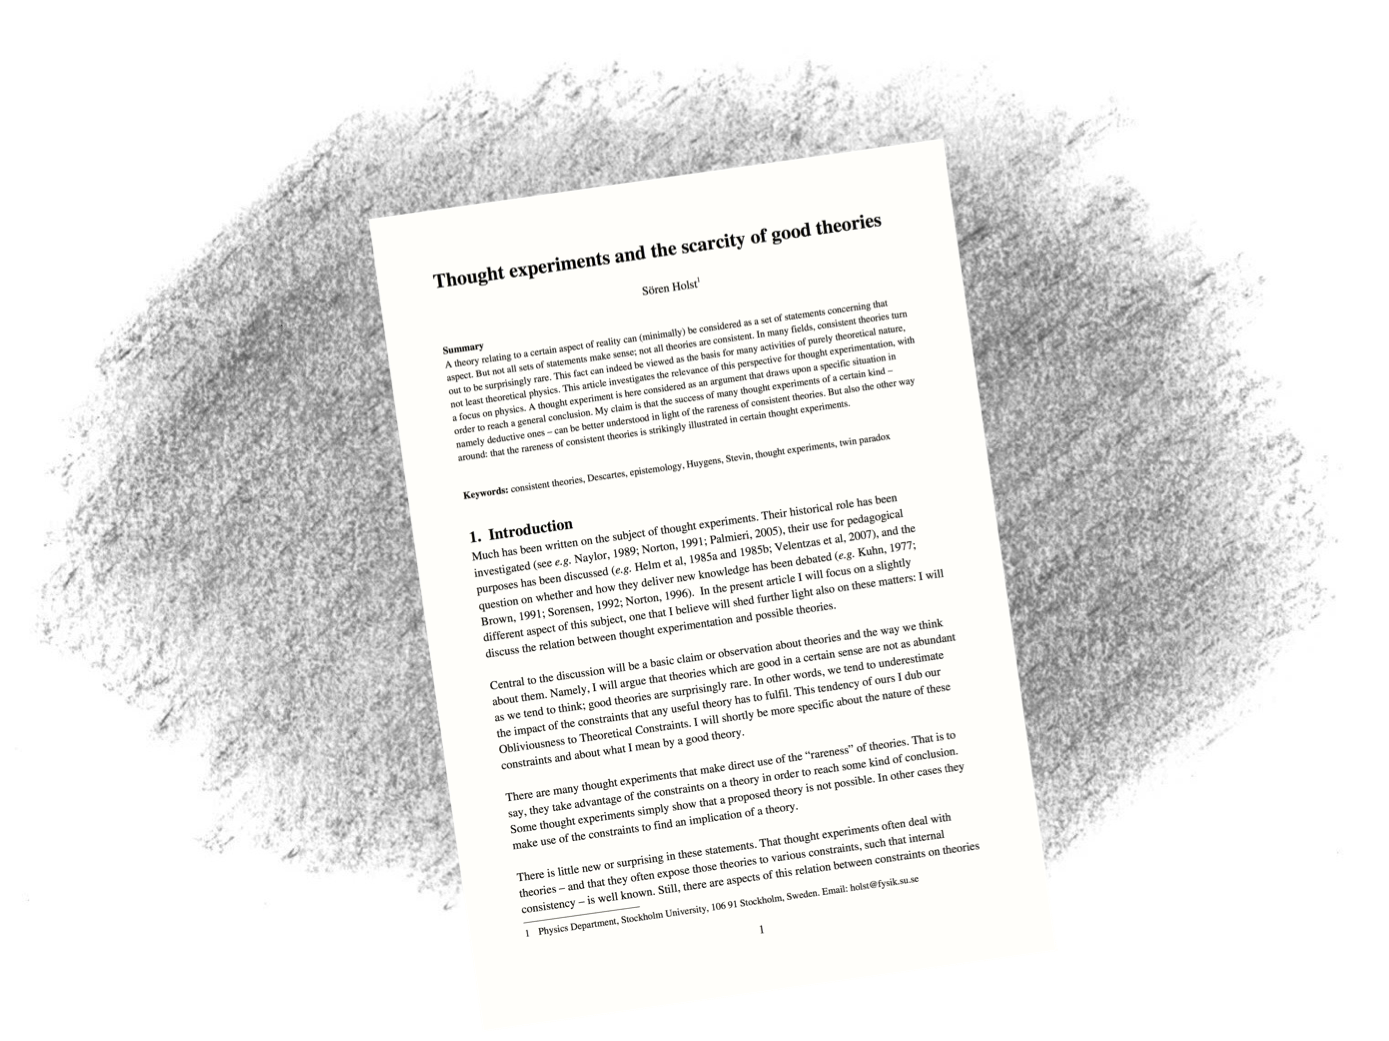 Thought experiments and the scarcity of good theories
Sören Holst¹
Summary
A theory relating to a certain aspect of reality can (minimally) be considered as a set of statements concerning that
aspect. But not all sets of statements make sense; not all theories are consistent. In many fields, consistent theories turn
out to be surprisingly rare. This fact can indeed be viewed as the basis for many activities of purely theoretical nature,
not least theoretical physics. This article investigates the relevance of this perspective for thought experimentation, with
a focus on physics. A thought experiment is here considered as an argument that draws upon a specific situation in
order to reach a general conclusion. My claim is that the success of many thought experiments of a certain kind –
namely deductive ones – can be better understood in light of the rareness of consistent theories. But also the other way
around: that the rareness of consistent theories is strikingly illustrated in certain thought experiments.
Keywords: consistent theories, Descartes, epistemology, Huygens, Stevin, thought experiments, twin paradox
1. Introduction
Much has been written on the subject of thought experiments. Their historical role has been
investigated (see e.g. Naylor, 1989; Norton, 1991; Palmieri, 2005), their use for pedagogical
purposes has been discussed (e.g. Helm et al, 1985a and 1985b; Velentzas et al, 2007), and the
question on whether and how they deliver new knowledge has been debated (e.g. Kuhn, 1977;
Brown, 1991; Sorensen, 1992; Norton, 1996). In the present article I will focus on a slightly
different aspect of this subject, one that I believe will shed further light also on these matters: I will
discuss the relation between thought experimentation and possible theories.
Central to the discussion will be a basic claim or observation about theories and the way we think
about them. Namely, I will argue that theories which are good in a certain sense are not as abundant
as we tend to think; good theories are surprisingly rare. In other words, we tend to underestimate
the impact of the constraints that any useful theory has to fulfil. This tendency of ours I dub our
Obliviousness to Theoretical Constraints. I will shortly be more specific about the nature of these
constraints and about what I mean by a good theory.
There are many thought experiments that make direct use of the “rareness” of theories. That is to
say, they take advantage of the constraints on a theory in order to reach some kind of conclusion.
Some thought experiments simply show that a proposed theory is not possible. In other cases they
make use of the constraints to find an implication of a theory.
There is little new or surprising in these statements. That thought experiments often deal with
theories – and that they often expose those theories to various constraints, such that internal
consistency – is well known. Still, there are aspects of this relation between constraints on theories
1 Physics Department, Stockholm University, 106 91 Stockholm, Sweden. Email: holst@fysik.su.se
1